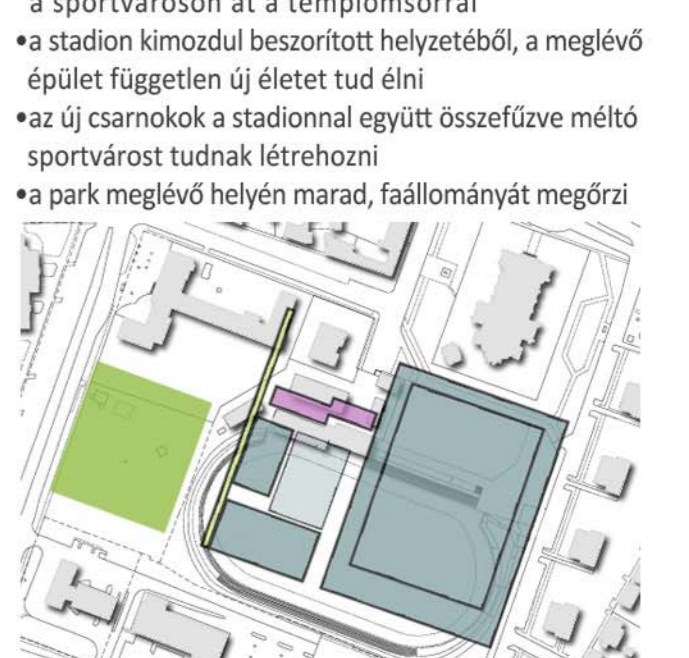 a sportvároson át a templomsorral
•a stadion kimozdul beszorított helyzetéből, a meglévő
épület független új életet tud élni
•az új csarnokok a stadionnal együtt összefűzve méltó
sportvárost tudnak létrehozni
•a park meglévő helyén marad, faállományát megőrzi